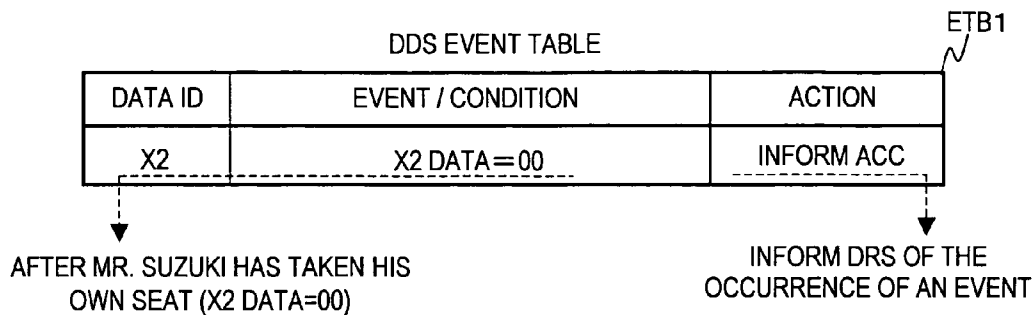 ETB1
DDS EVENT TABLE
DATA ID EVENT / CONDITION ACTION
X2 X2 DATA=00 INFORM ACC
AFTER MR. SUZUKI HAS TAKEN HIS
OWN SEAT (X2 DATA=00)
INFORM DRS OF THE
OCCURRENCE OF AN EVENT